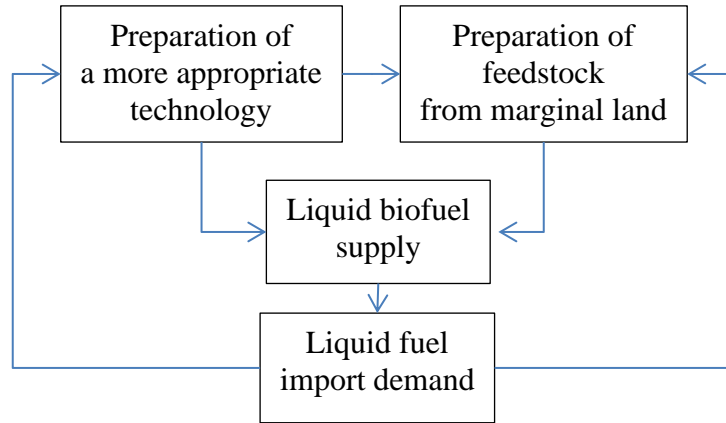 Preparation of
a more appropriate
technology
Preparation of
feedstock
from marginal land
Liquid biofuel
supply
Liquid fuel
import demand